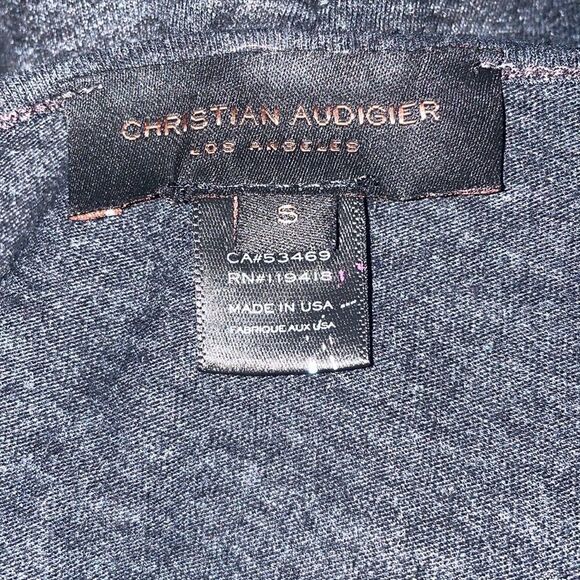 CHRISTIAN AUDIGIER
LOS ANGELES
S
CA#53469
RN#119418
MADE IN USA
FABRIQUE AUX USA